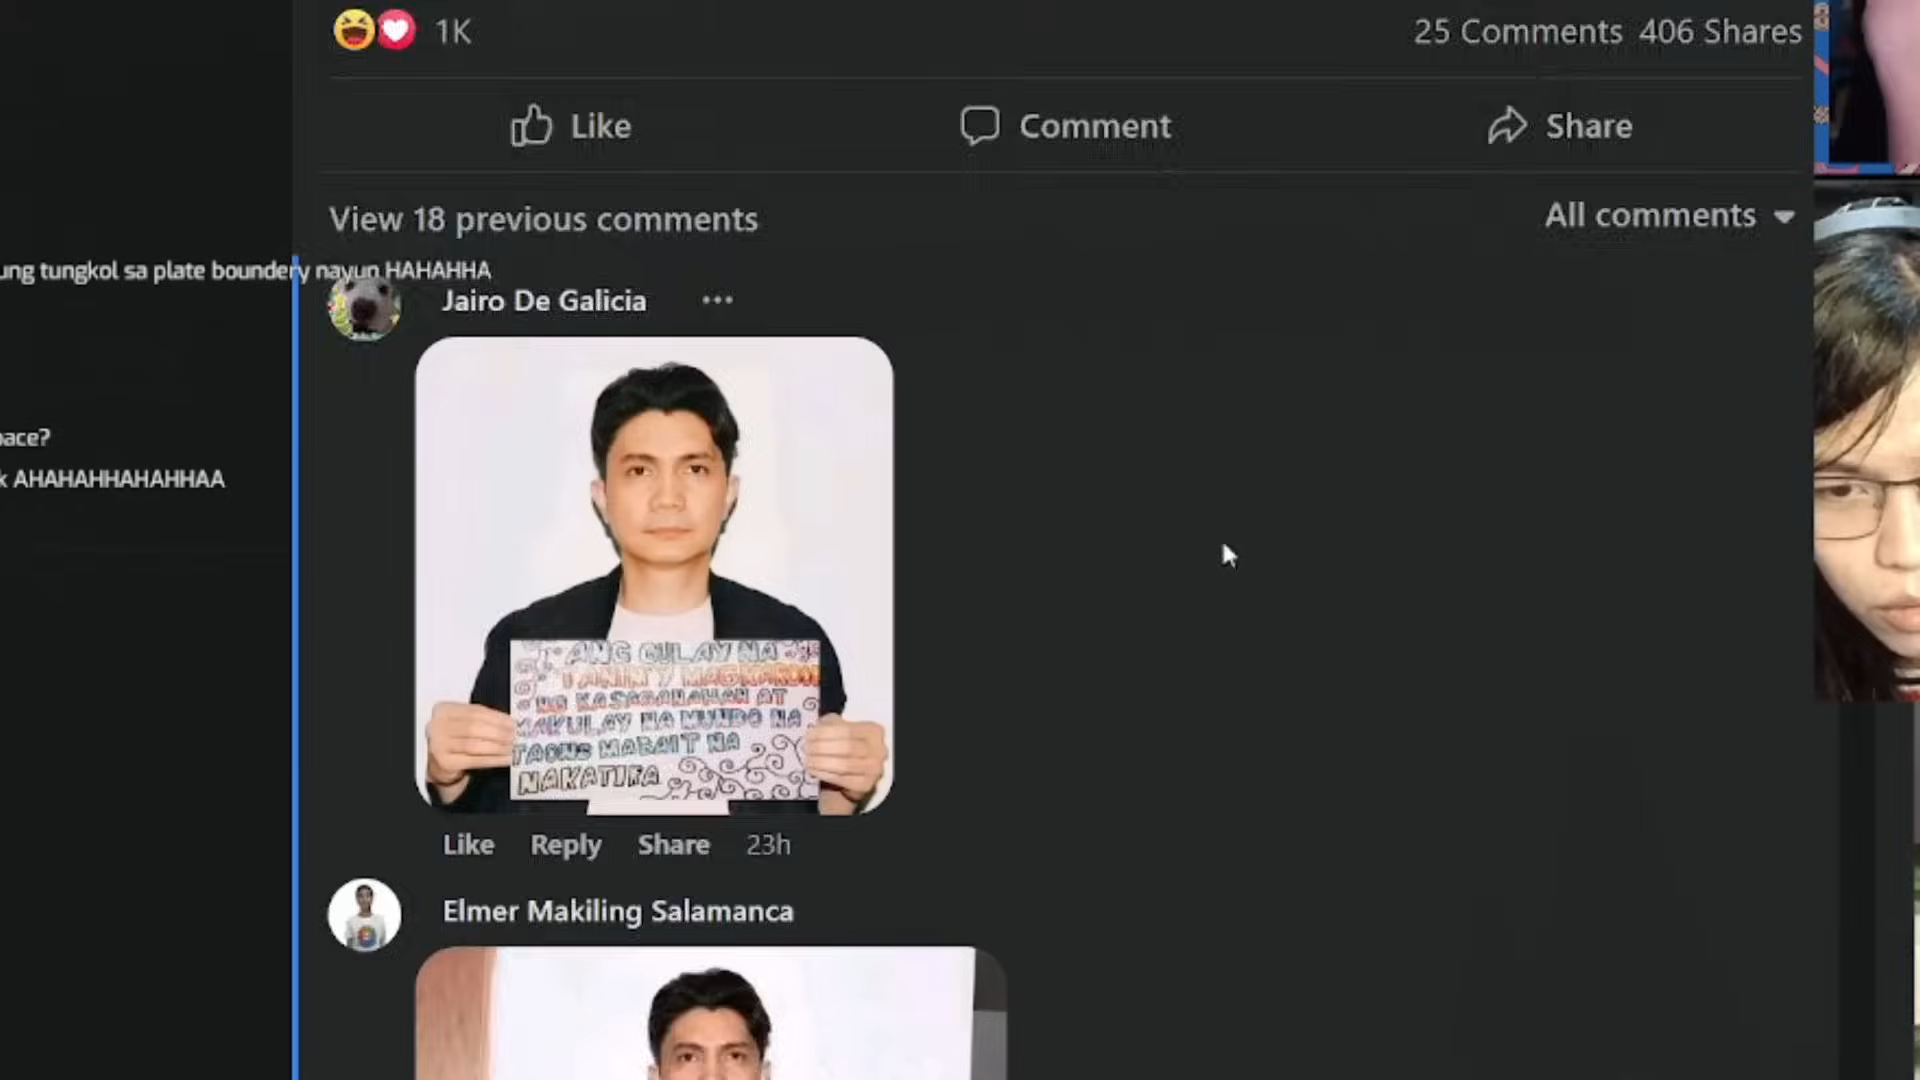 1K
25 Comments 406 Shares
Like
Comment
Share
View 18 previous comments
All comments
ung tungkol sa plate boundery nayun HAHAHHA
Jairo De Galicia
pace?
k AHAHAHHAHAHHAA
ANG GULAY NA
TANIM'Y MAGKAROON
NG KASAGANAHAN AT
MAKULAY NA MUNDO NA
TAONG MABAIT NA
NAKATIRA
Like Reply Share 23h
Elmer Makiling Salamanca